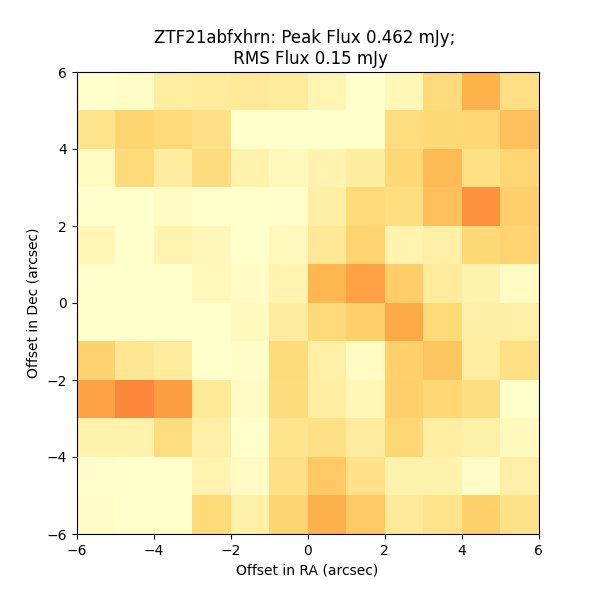 ZTF21abfxhrn: Peak Flux 0.462 mJy;
RMS Flux 0.15 mJy
6
4
2
0
−2
−4
−6
Offset in Dec (arcsec)
−6 −4 −2 0 2 4 6
Offset in RA (arcsec)